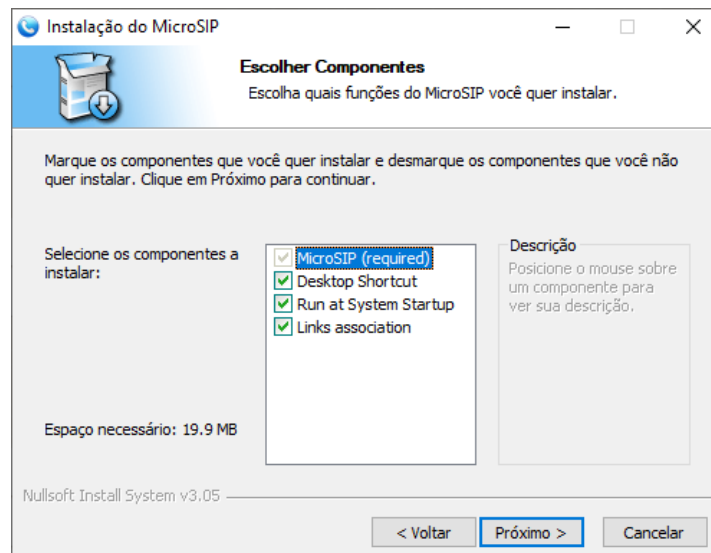 Instalação do MicroSIP
Escolher Componentes
Escolha quais funções do MicroSIP você quer instalar.
Marque os componentes que você quer instalar e desmarque os componentes que você não
quer instalar. Clique em Próximo para continuar.
Selecione os componentes a
instalar:
MicroSIP (required)
Desktop Shortcut
Run at System Startup
Links association
Descrição
Posicione o mouse sobre
um componente para
ver sua descrição.
Espaço necessário: 19.9 MB
Nullsoft Install System v3.05
< Voltar
Próximo >
Cancelar